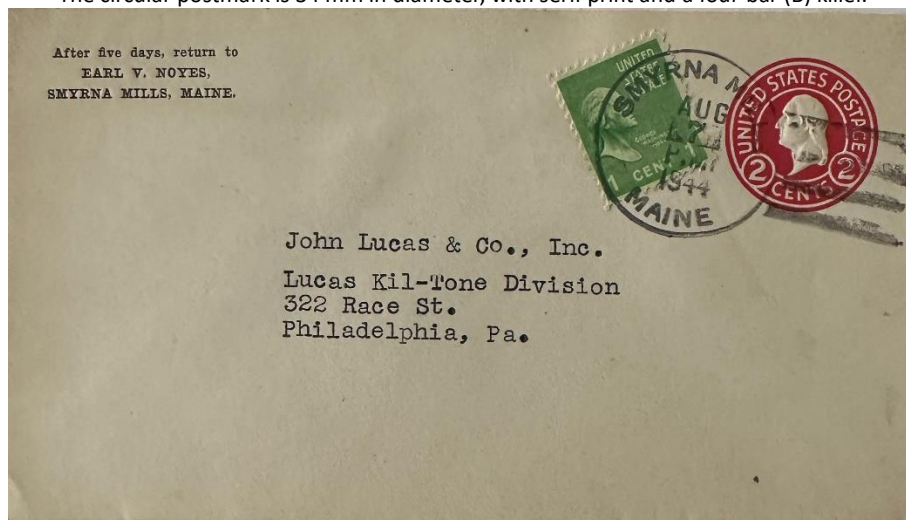 The circular postmark is 34 mm in diameter, with serif print and a four-bar (B) killer.
After five days, return to
EARL V. NOYES,
SMYRNA MILLS, MAINE.
UNITED
STATES
1 CENT 1
SMYRNA M
AUG
1944
MAINE
UNITED STATES POSTAGE
2 CENTS 2
John Lucas & Co., Inc.
Lucas Kil-Tone Division
322 Race St.
Philadelphia, Pa.